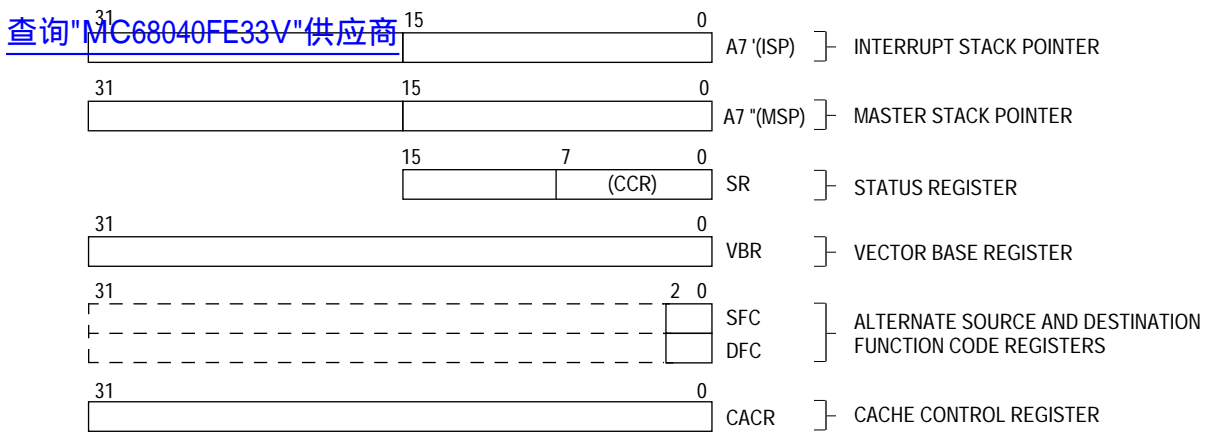 查询"MC68040FE33V"供应商
31 15 0
A7 '(ISP) INTERRUPT STACK POINTER
31 15 0
A7 "(MSP) MASTER STACK POINTER
15 7 0
(CCR) SR STATUS REGISTER
31 0
VBR VECTOR BASE REGISTER
31 2 0
SFC
ALTERNATE SOURCE AND DESTINATION
DFC FUNCTION CODE REGISTERS
31 0
CACR CACHE CONTROL REGISTER